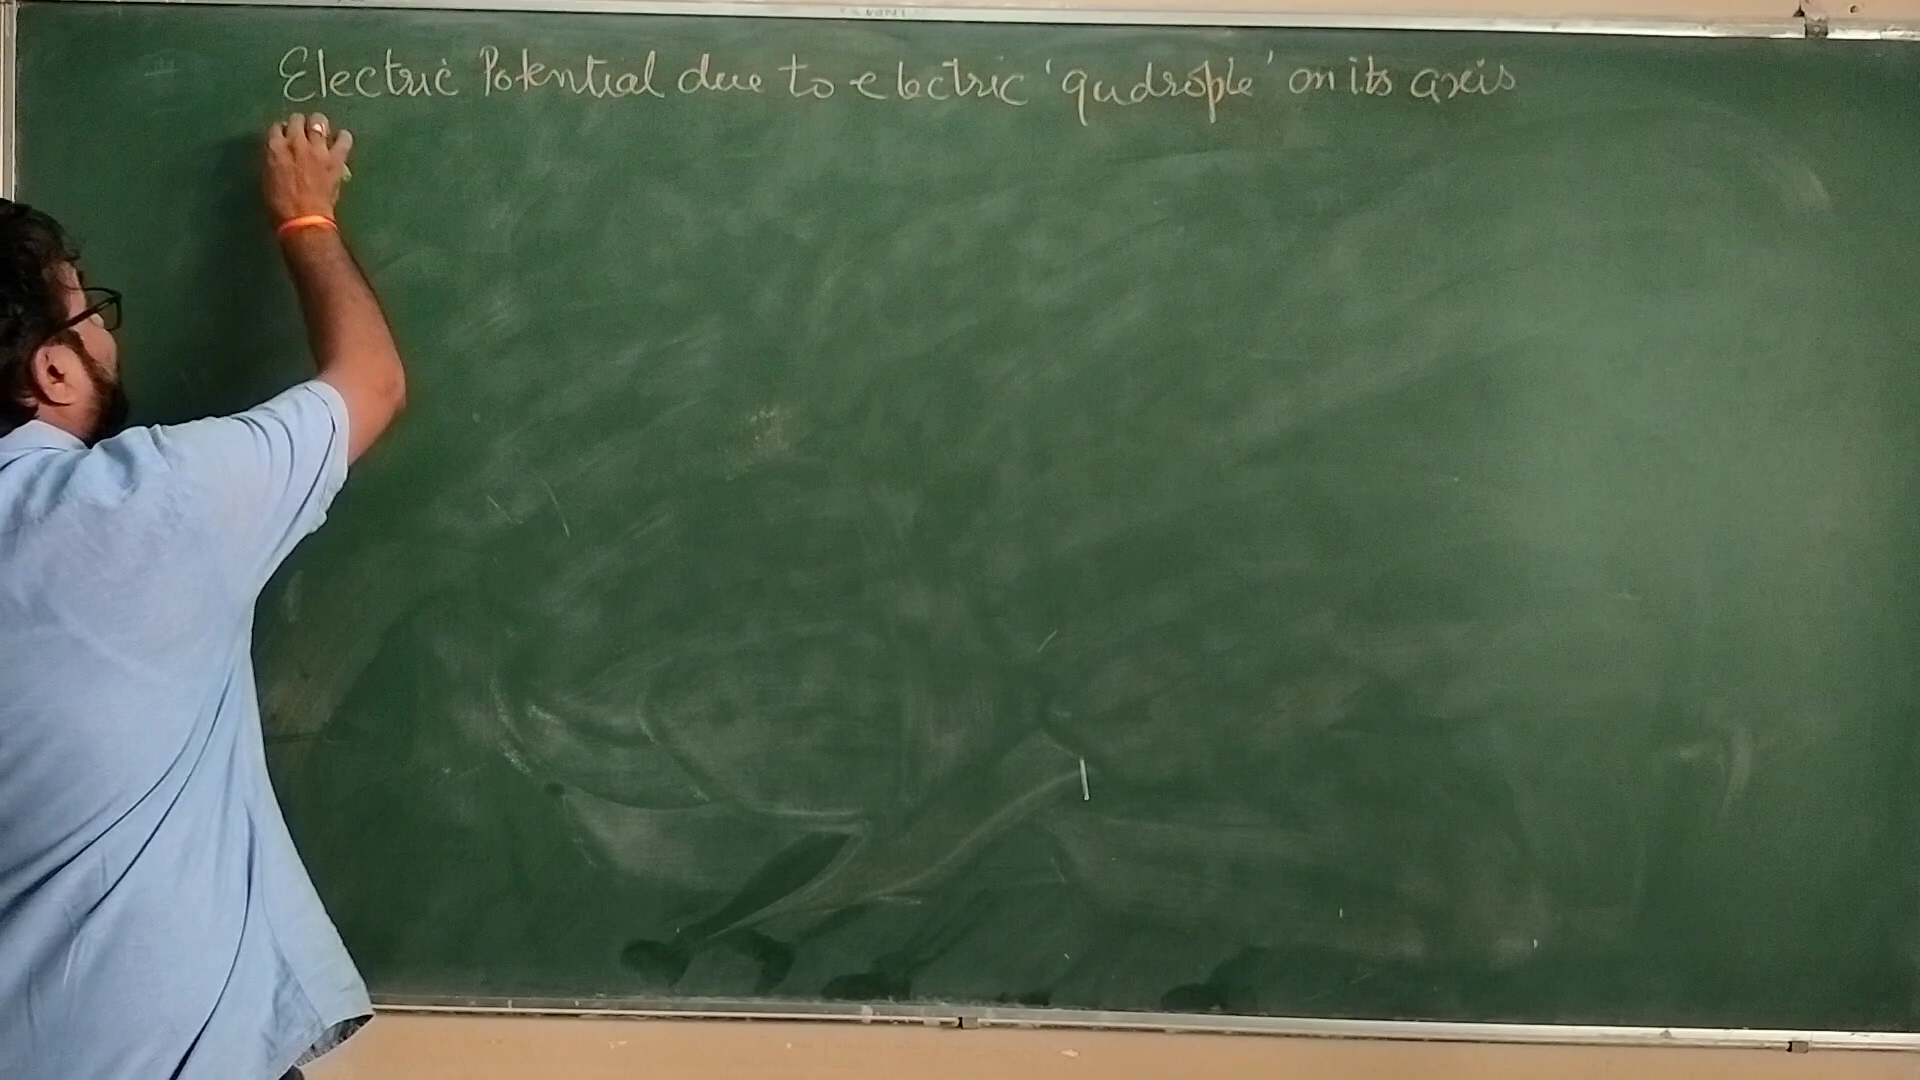 Electric Potential due to electric 'qudrople' on its axis